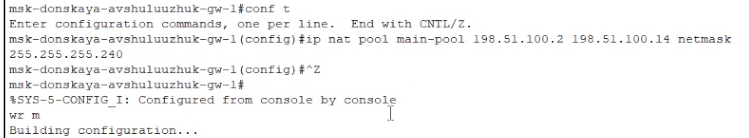 msk-donskaya-avshuluuzhuk-gw-1#conf t
Enter configuration commands, one per line.  End with CNTL/Z.
msk-donskaya-avshuluuzhuk-gw-1(config)#ip nat pool main-pool 198.51.100.2 198.51.100.14 netmask
255.255.255.240
msk-donskaya-avshuluuzhuk-gw-1(config)#^Z
msk-donskaya-avshuluuzhuk-gw-1#
%SYS-5-CONFIG_I: Configured from console by console
wr m
Building configuration...